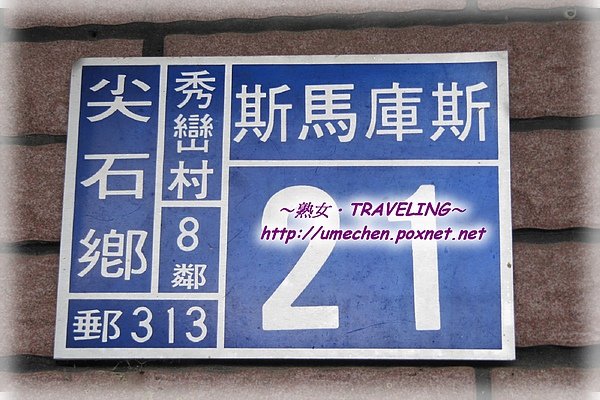 尖石鄉
秀巒村
8鄰
郵313
斯馬庫斯
21
～熟女‧TRAVELING～
http://umechen.poxnet.net